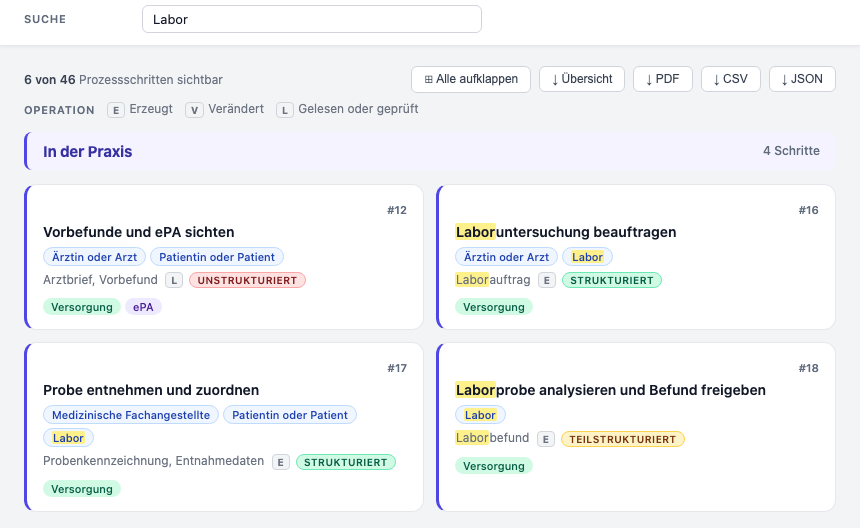 SUCHE
Labor
6 von 46 Prozessschritten sichtbar
⊞ Alle aufklappen
↓ Übersicht
↓ PDF
↓ CSV
↓ JSON
OPERATION E Erzeugt V Verändert L Gelesen oder geprüft
In der Praxis
4 Schritte
#12
Vorbefunde und ePA sichten
Ärztin oder Arzt Patientin oder Patient
Arztbrief, Vorbefund L UNSTRUKTURIERT
Versorgung ePA
#16
Laboruntersuchung beauftragen
Ärztin oder Arzt Labor
Laborauftrag E STRUKTURIERT
Versorgung
#17
Probe entnehmen und zuordnen
Medizinische Fachangestellte Patientin oder Patient
Labor
Probenkennzeichnung, Entnahmedaten E STRUKTURIERT
Versorgung
#18
Laborprobe analysieren und Befund freigeben
Labor
Laborbefund E TEILSTRUKTURIERT
Versorgung